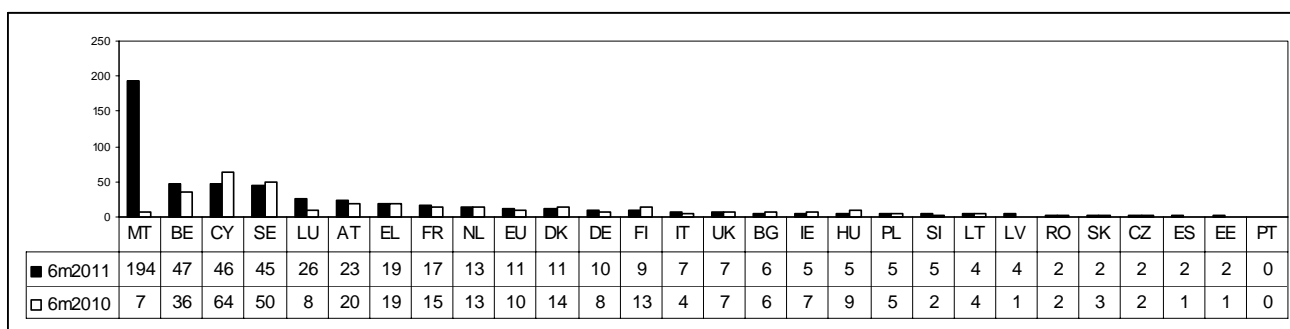 250
200
150
100
50
0
MT BE CY SE LU AT EL FR NL EU DK DE FI IT UK BG IE HU PL SI LT LV RO SK CZ ES EE PT
6m2011 194 47 46 45 26 23 19 17 13 11 11 10 9 7 7 6 5 5 5 5 4 4 2 2 2 2 2 0
6m2010 7 36 64 50 8 20 19 15 13 10 14 8 13 4 7 6 7 9 5 2 4 1 2 3 2 1 1 0